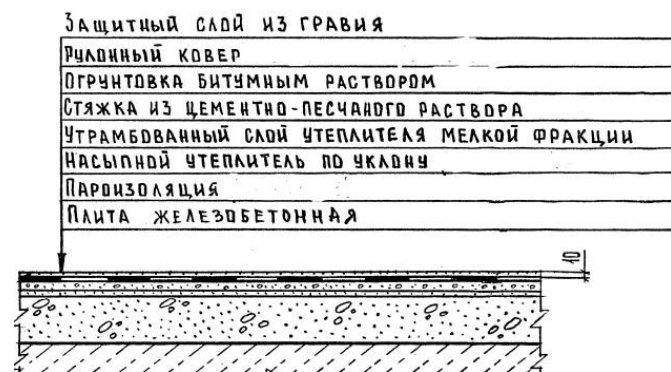 Защитный слой из гравия
Рулонный ковер
Огрунтовка битумным раствором
Стяжка из цементно-песчаного раствора
Утрамбованный слой утеплителя мелкой фракции
Насыпной утеплитель по уклону
Пароизоляция
Плита железобетонная
10